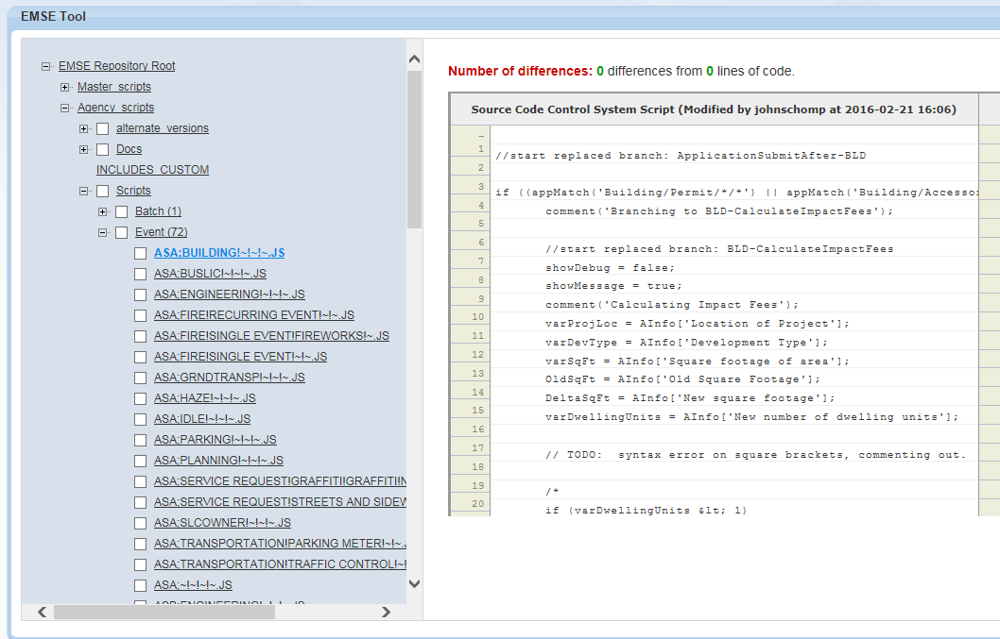 EMSE Tool
EMSE Repository Root
Master_scripts
Agency_scripts
alternate_versions
Docs
INCLUDES_CUSTOM
Scripts
Batch (1)
Event (72)
ASA;BUILDING!~!~!~.JS
ASA;BUSLIC!~!~!~.JS
ASA;ENGINEERING!~!~!~.JS
ASA;FIRE!RECURRING EVENT!~!~.JS
ASA;FIRE!SINGLE EVENT!FIREWORKS!~.JS
ASA;FIRE!SINGLE EVENT!~!~.JS
ASA;GRNDTRANSP!~!~!~.JS
ASA;HAZE!~!~!~.JS
ASA;IDLE!~!~!~.JS
ASA;PARKING!~!~!~.JS
ASA;PLANNING!~!~!~.JS
ASA;SERVICE REQUEST!GRAFFITI!GRAFFITI!N
ASA;SERVICE REQUEST!STREETS AND SIDEW
ASA;SLCOWNER!~!~!~.JS
ASA;TRANSPORTATION!PARKING METER!~!~.J
ASA;TRANSPORTATION!TRAFFIC CONTROL!~!
ASA;~!~!~!~.JS
ASB;ENGINEERING!~!~!~.JS
Number of differences: 0 differences from 0 lines of code.
Source Code Control System Script (Modified by johnschomp at 2016-02-21 16:06)
–
1 //start replaced branch: ApplicationSubmitAfter-BLD
2
3 if ((appMatch('Building/Permit/*/*') || appMatch('Building/Accessor
4 comment('Branching to BLD-CalculateImpactFees');
5
6 //start replaced branch: BLD-CalculateImpactFees
7 showDebug = false;
8 showMessage = true;
9 comment('Calculating Impact Fees');
10 varProjLoc = AInfo['Location of Project'];
11 varDevType = AInfo['Development Type'];
12 varSqFt = AInfo['Square footage of area'];
13 OldSqFt = AInfo['Old Square Footage'];
14 DeltaSqFt = AInfo['New square footage'];
15 varDwellingUnits = AInfo['New number of dwelling units'];
16
17 // TODO:  syntax error on square brackets, commenting out.
18
19 /*
20 if (varDwellingUnits &lt; 1)